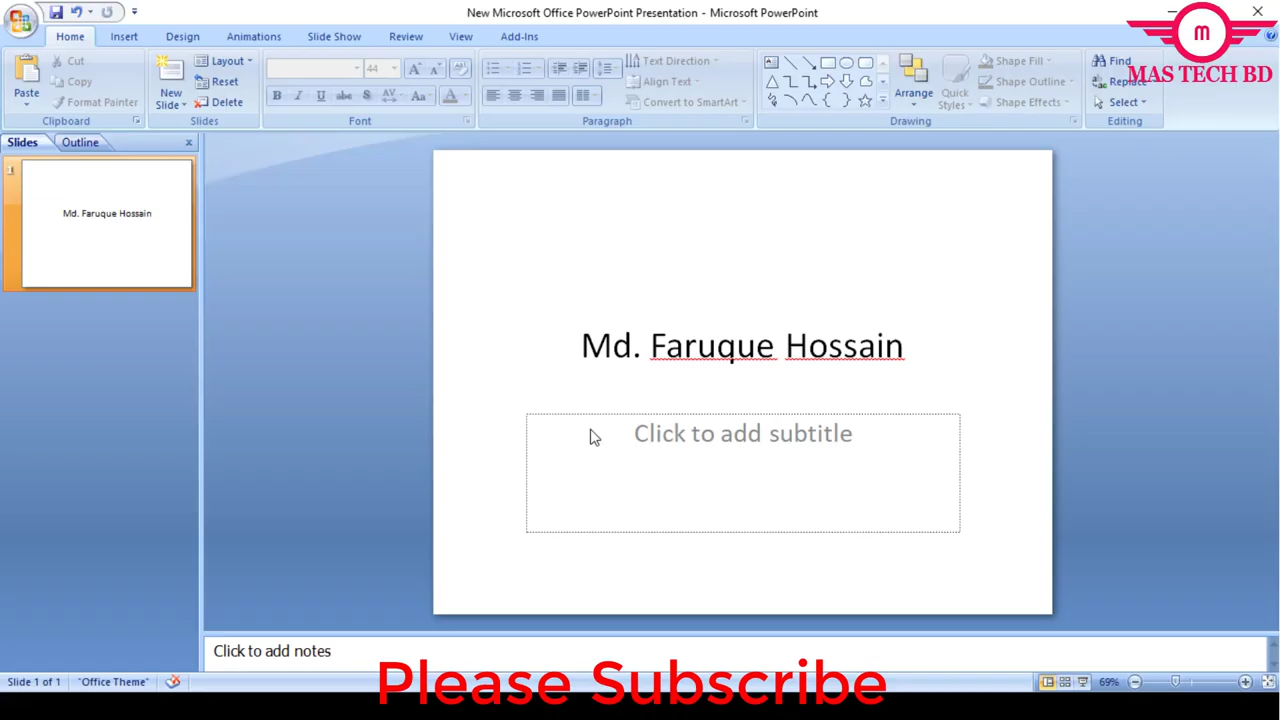 New Microsoft Office PowerPoint Presentation - Microsoft PowerPoint
Home Insert Design Animations Slide Show Review View Add-Ins
M
MAS TECH BD
Paste
Cut
Copy
Format Painter
Clipboard
New Slide
Layout
Reset
Delete
Slides
44
B I U abc S AV Aa A
Font
Text Direction
Align Text
Convert to SmartArt
Paragraph
Arrange
Quick Styles
Shape Fill
Shape Outline
Shape Effects
Drawing
Find
Replace
Select
Editing
Slides Outline
1
Md. Faruque Hossain
Md. Faruque Hossain
Click to add subtitle
Click to add notes
Please Subscribe
Slide 1 of 1 "Office Theme" 69%